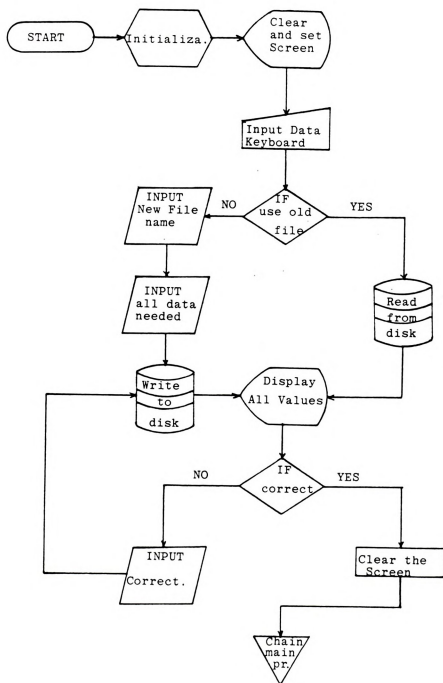 START
Initializa.
Clear
and set
Screen
Input Data
Keyboard
IF
use old
file
NO
YES
INPUT
New File
name
INPUT
all data
needed
Read
from
disk
Write
to
disk
Display
All Values
IF
correct
NO
YES
INPUT
Correct.
Clear the
Screen
Chain
main
pr.